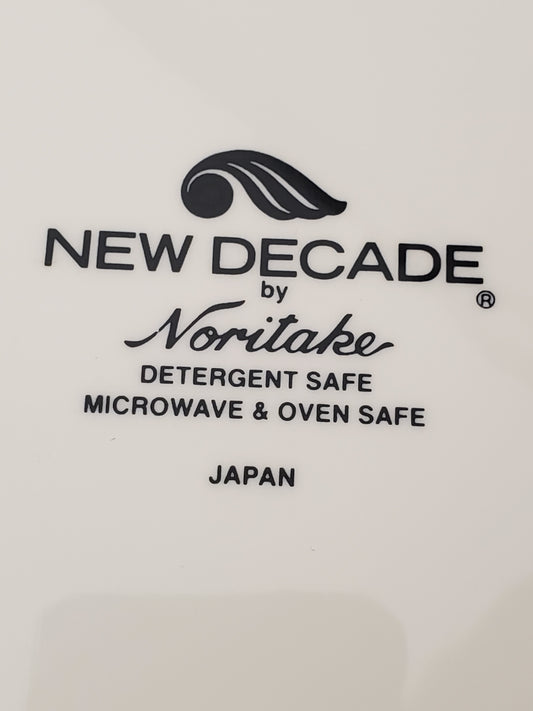 NEW DECADE
by ®
Noritake
DETERGENT SAFE
MICROWAVE & OVEN SAFE
JAPAN